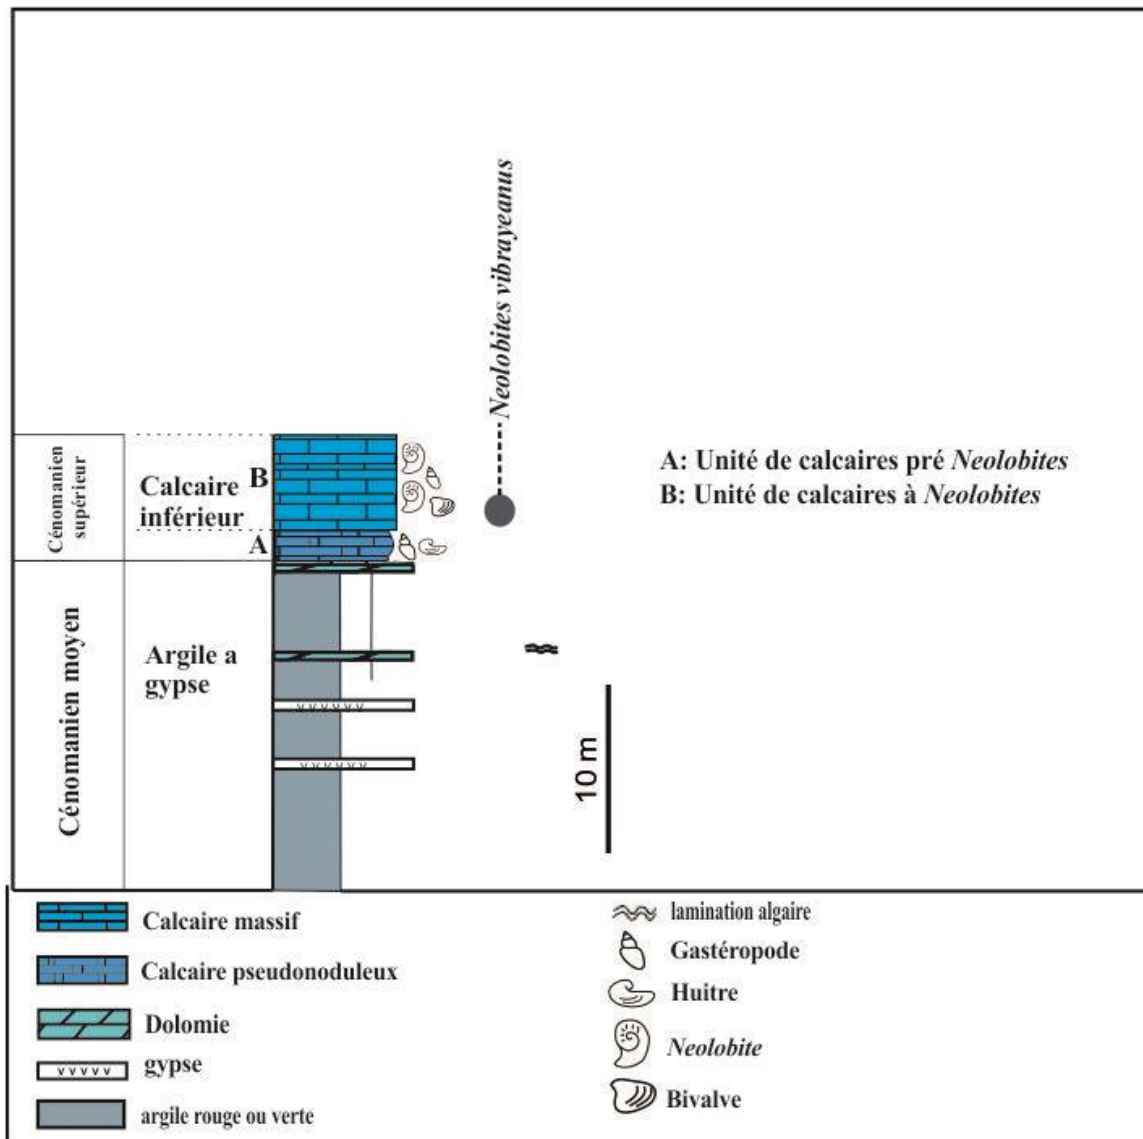 Neolobites vibrayeanus
Cénomanien
supérieur
Calcaire
inférieur
B
A
A: Unité de calcaires pré Neolobites
B: Unité de calcaires à Neolobites
Cénomanien moyen
Argile a
gypse
10 m
Calcaire massif
Calcaire pseudonoduleux
Dolomie
gypse
argile rouge ou verte
lamination algaire
Gastéropode
Huitre
Neolobite
Bivalve